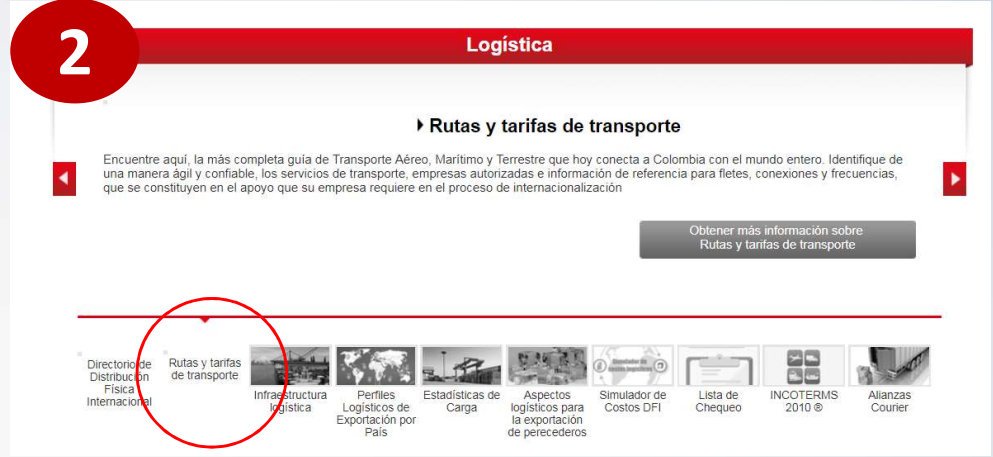 2
Logística
Rutas y tarifas de transporte
Encuentre aquí, la más completa guía de Transporte Aéreo, Marítimo y Terrestre que hoy conecta a Colombia con el mundo entero. Identifique de
una manera ágil y confiable, los servicios de transporte, empresas autorizadas e información de referencia para fletes, conexiones y frecuencias,
que se constituyen en el apoyo que su empresa requiere en el proceso de internacionalización
Obtener más información sobre
Rutas y tarifas de transporte
Directorio de
Distribución
Física
Internacional
Rutas y tarifas
de transporte
Infraestructura
logística
Perfiles
Logísticos de
Exportación por
País
Estadísticas de
Carga
Aspectos
logísticos para
la exportación
de perecederos
Simulador de
Costos DFI
Lista de
Chequeo
INCOTERMS
2010 ®
Alianzas
Courier